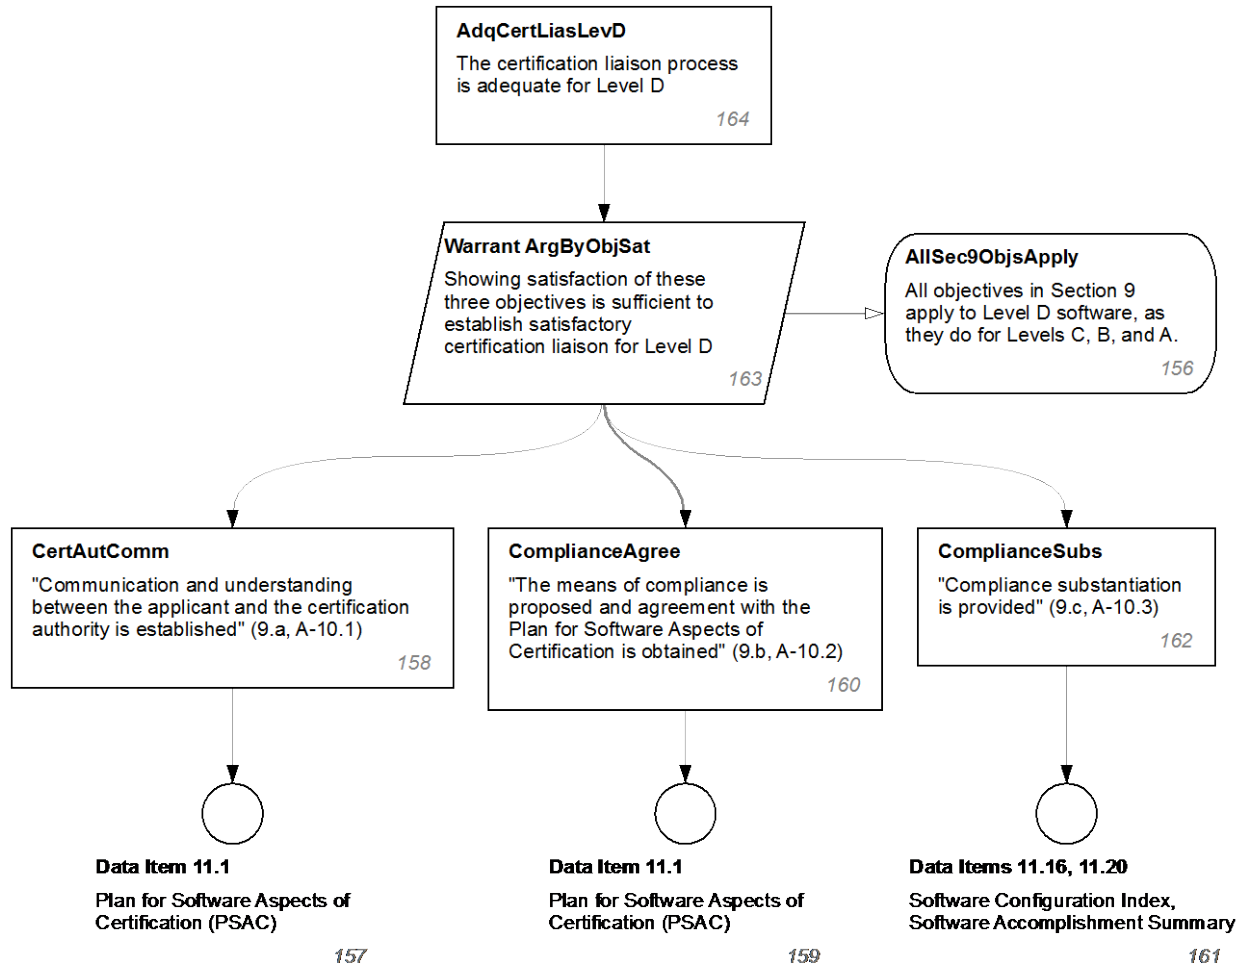 AdqCertLiasLevD
The certification liaison process
is adequate for Level D
164
Warrant ArgByObjSat
Showing satisfaction of these
three objectives is sufficient to
establish satisfactory
certification liaison for Level D
163
AllSec9ObjsApply
All objectives in Section 9
apply to Level D software, as
they do for Levels C, B, and A.
156
CertAutComm
"Communication and understanding
between the applicant and the certification
authority is established" (9.a, A-10.1)
158
ComplianceAgree
"The means of compliance is
proposed and agreement with the
Plan for Software Aspects of
Certification is obtained" (9.b, A-10.2)
160
ComplianceSubs
"Compliance substantiation
is provided" (9.c, A-10.3)
162
Data Item 11.1
Plan for Software Aspects of
Certification (PSAC)
157
Data Item 11.1
Plan for Software Aspects of
Certification (PSAC)
159
Data Items 11.16, 11.20
Software Configuration Index,
Software Accomplishment Summary
161